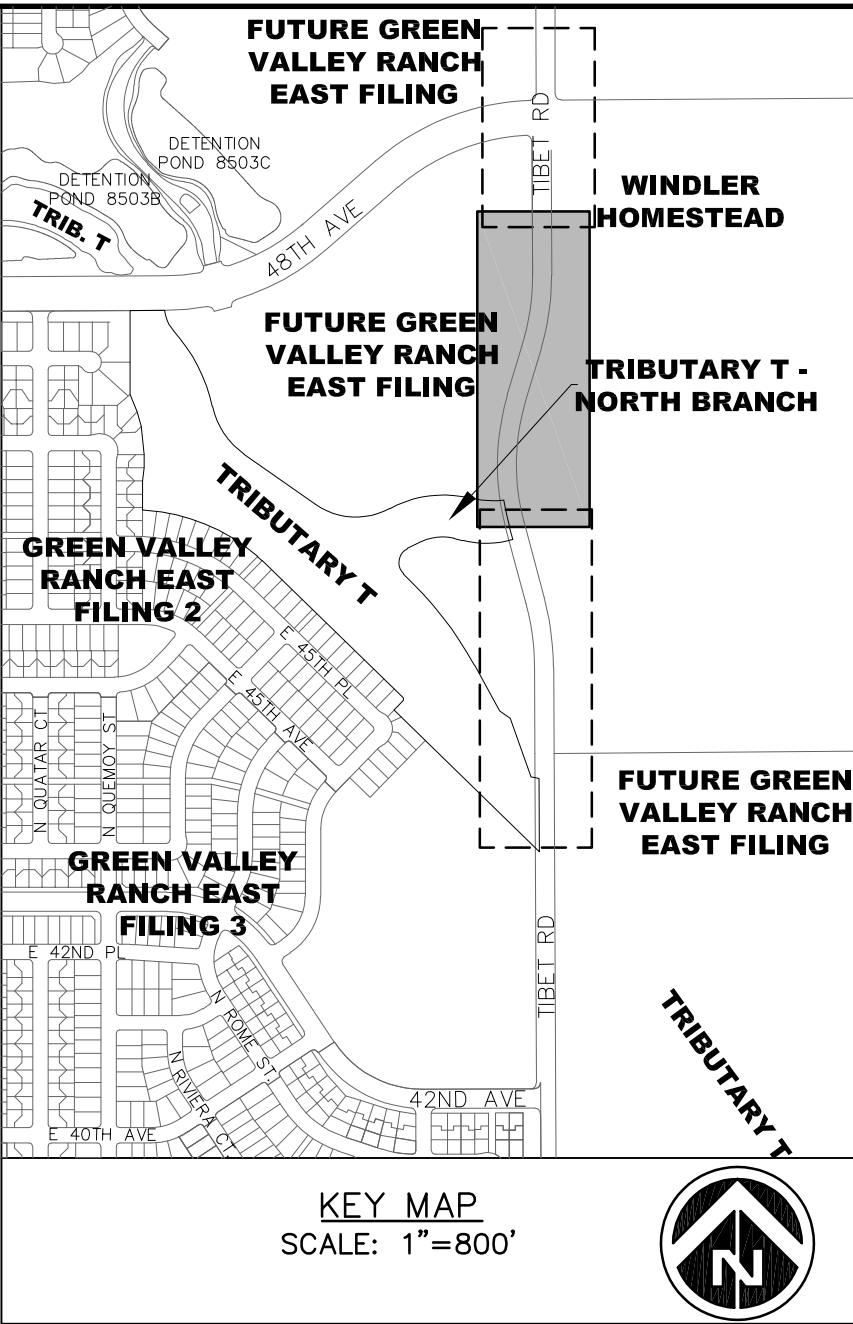 FUTURE GREEN
VALLEY RANCH
EAST FILING
TIBET RD
DETENTION
POND 8503C
DETENTION
POND 8503B
TRIB. T
48TH AVE
WINDLER
HOMESTEAD
FUTURE GREEN
VALLEY RANCH
EAST FILING
TRIBUTARY T -
NORTH BRANCH
TRIBUTARY T
GREEN VALLEY
RANCH EAST
FILING 2
E 45TH PL
E 45TH AVE
N QUATAR CT
N QUEMOY ST
FUTURE GREEN
VALLEY RANCH
EAST FILING
GREEN VALLEY
RANCH EAST
FILING 3
E 42ND PL
TIBET RD
N ROME ST.
N RIVIERA CT.
TRIBUTARY T
42ND AVE
E 40TH AVE
KEY MAP
SCALE: 1"=800'
N